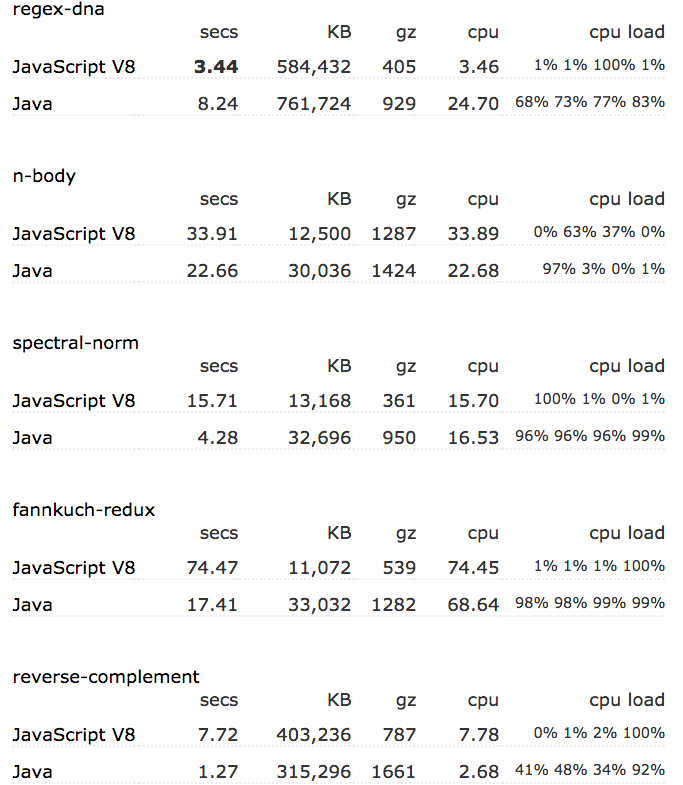 regex-dna
secs KB gz cpu cpu load
JavaScript V8 3.44 584,432 405 3.46 1% 1% 100% 1%
Java 8.24 761,724 929 24.70 68% 73% 77% 83%
n-body
secs KB gz cpu cpu load
JavaScript V8 33.91 12,500 1287 33.89 0% 63% 37% 0%
Java 22.66 30,036 1424 22.68 97% 3% 0% 1%
spectral-norm
secs KB gz cpu cpu load
JavaScript V8 15.71 13,168 361 15.70 100% 1% 0% 1%
Java 4.28 32,696 950 16.53 96% 96% 96% 99%
fannkuch-redux
secs KB gz cpu cpu load
JavaScript V8 74.47 11,072 539 74.45 1% 1% 1% 100%
Java 17.41 33,032 1282 68.64 98% 98% 99% 99%
reverse-complement
secs KB gz cpu cpu load
JavaScript V8 7.72 403,236 787 7.78 0% 1% 2% 100%
Java 1.27 315,296 1661 2.68 41% 48% 34% 92%